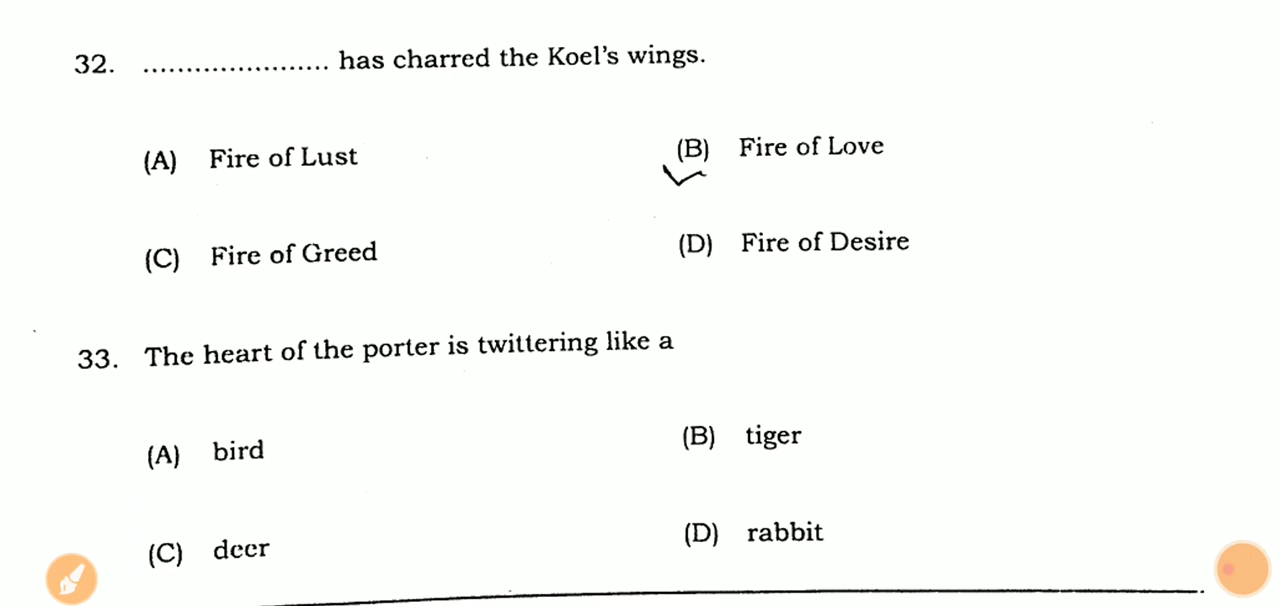 32. ...................... has charred the Koel's wings.
(A) Fire of Lust (B) Fire of Love
(C) Fire of Greed (D) Fire of Desire
33. The heart of the porter is twittering like a
(A) bird (B) tiger
(C) deer (D) rabbit